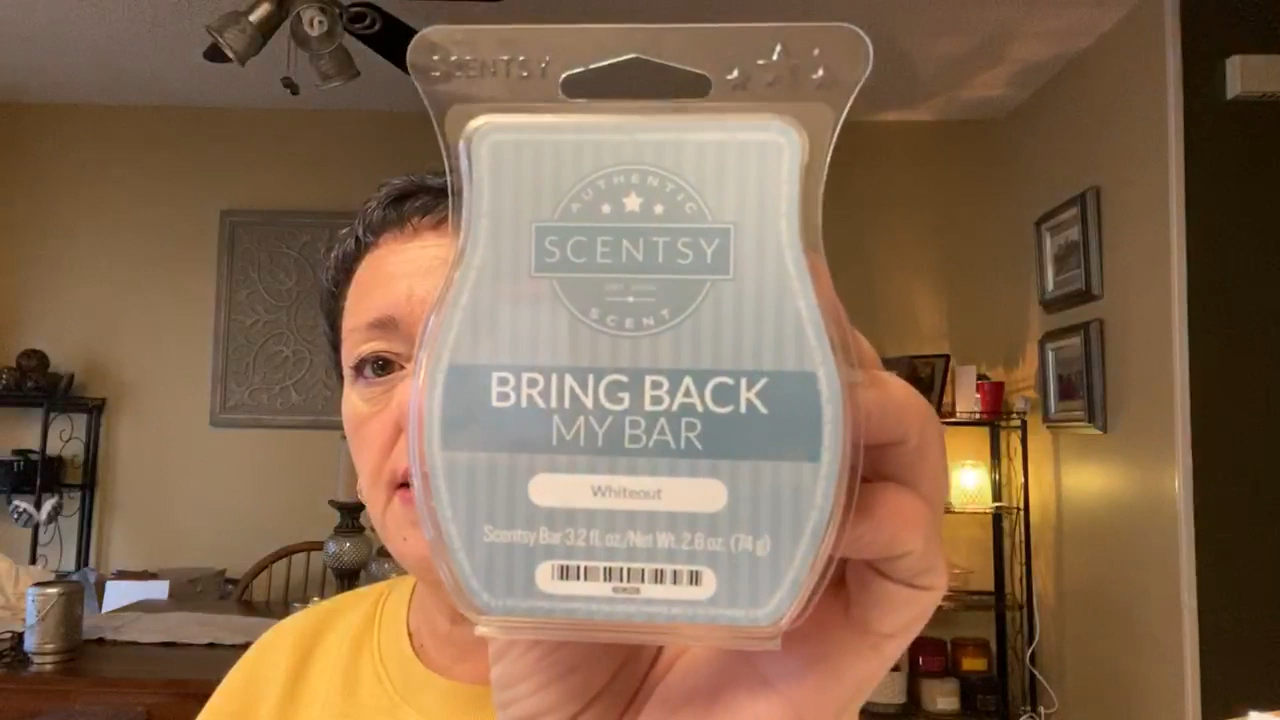 SCENTSY
AUTHENTIC
SCENTSY
SCENT
BRING BACK
MY BAR
Whiteout
Scentsy Bar 3.2 fl. oz./Net Wt. 2.6 oz. (74 g)